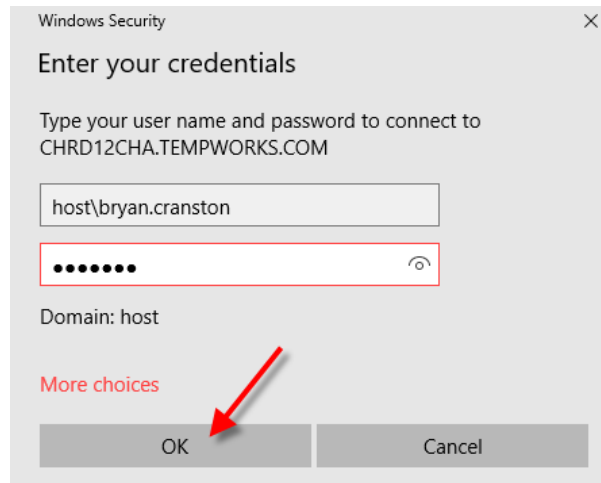 Windows Security
Enter your credentials
Type your user name and password to connect to
CHRD12CHA.TEMPWORKS.COM
host\bryan.cranston
●●●●●●●
Domain: host
More choices
OK
Cancel